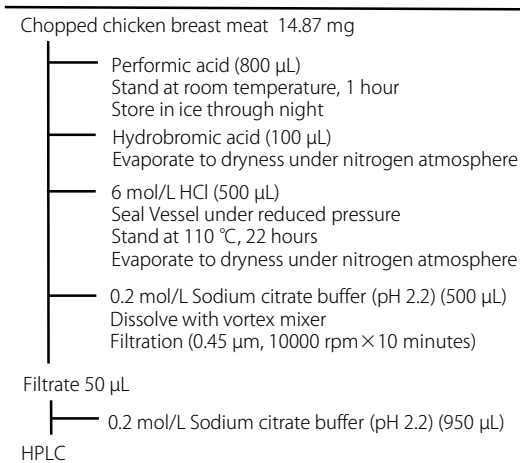 Chopped chicken breast meat 14.87 mg
Performic acid (800 μL)
Stand at room temperature, 1 hour
Store in ice through night
Hydrobromic acid (100 μL)
Evaporate to dryness under nitrogen atmosphere
6 mol/L HCl (500 μL)
Seal Vessel under reduced pressure
Stand at 110 ℃, 22 hours
Evaporate to dryness under nitrogen atmosphere
0.2 mol/L Sodium citrate buffer (pH 2.2) (500 μL)
Dissolve with vortex mixer
Filtration (0.45 μm, 10000 rpm×10 minutes)
Filtrate 50 μL
0.2 mol/L Sodium citrate buffer (pH 2.2) (950 μL)
HPLC